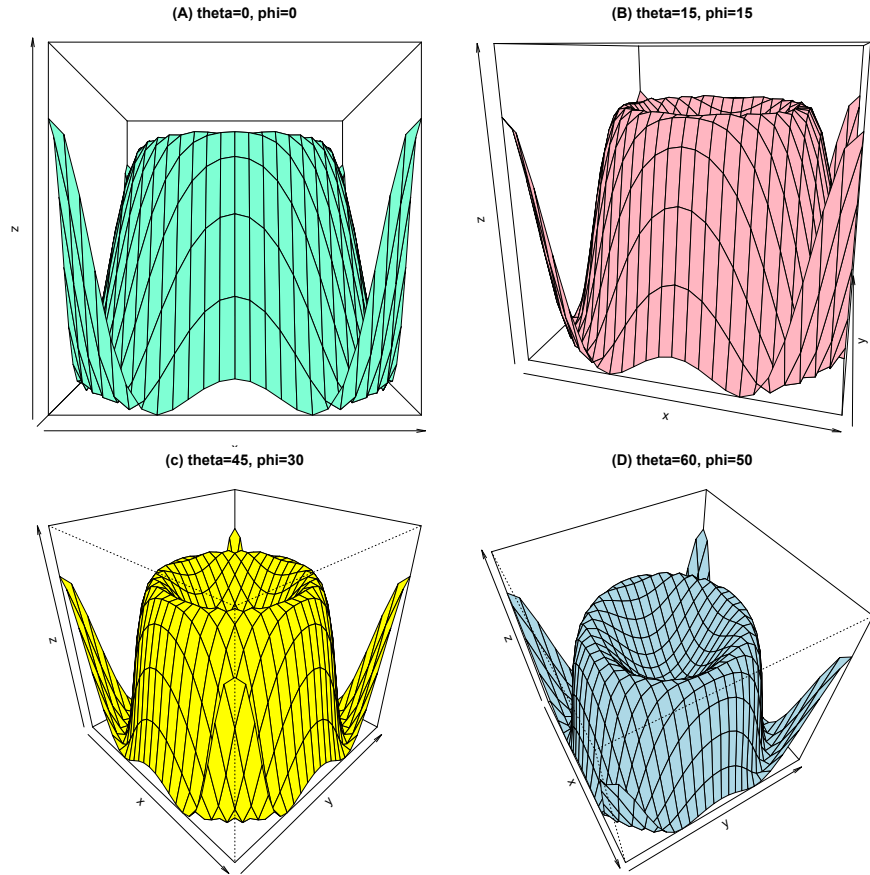 (A) theta=0, phi=0
z
(B) theta=15, phi=15
z
x
y
(c) theta=45, phi=30
z
x
y
(D) theta=60, phi=50
z
x
y